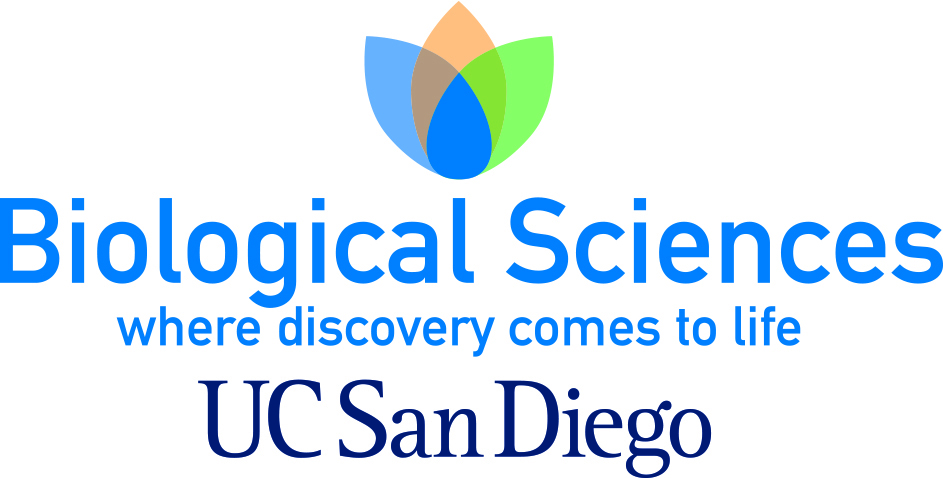 Biological Sciences
where discovery comes to life
UC San Diego